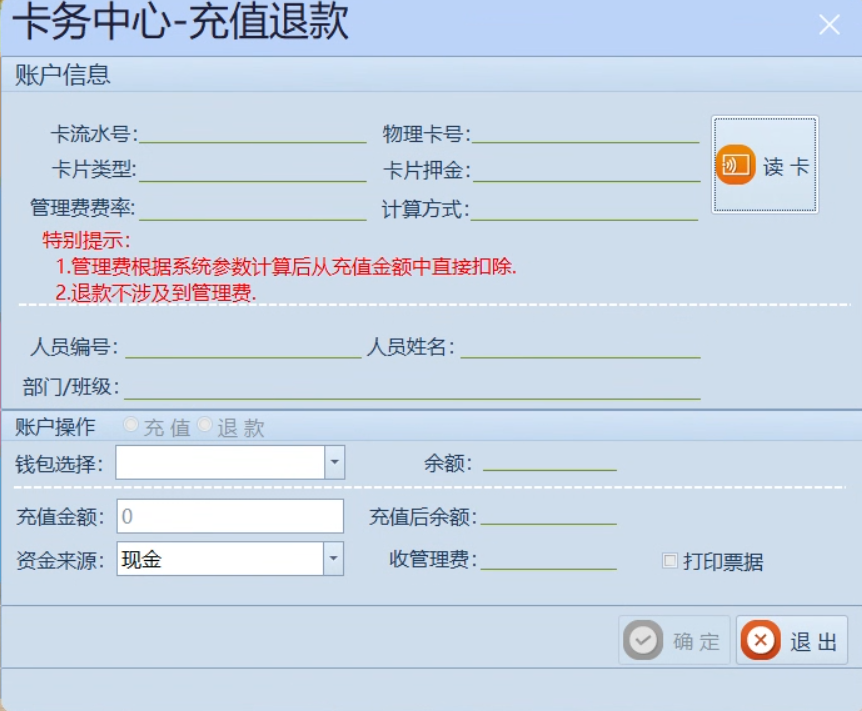 卡务中心-充值退款
账户信息
卡流水号: 物理卡号:
卡片类型: 卡片押金: 读 卡
管理费费率: 计算方式:
特别提示:
1.管理费根据系统参数计算后从充值金额中直接扣除.
2.退款不涉及到管理费.
人员编号: 人员姓名:
部门/班级:
账户操作 充 值 退 款
钱包选择: 余额:
充值金额: 0 充值后余额:
资金来源: 现金 收管理费: 打印票据
确 定 退 出